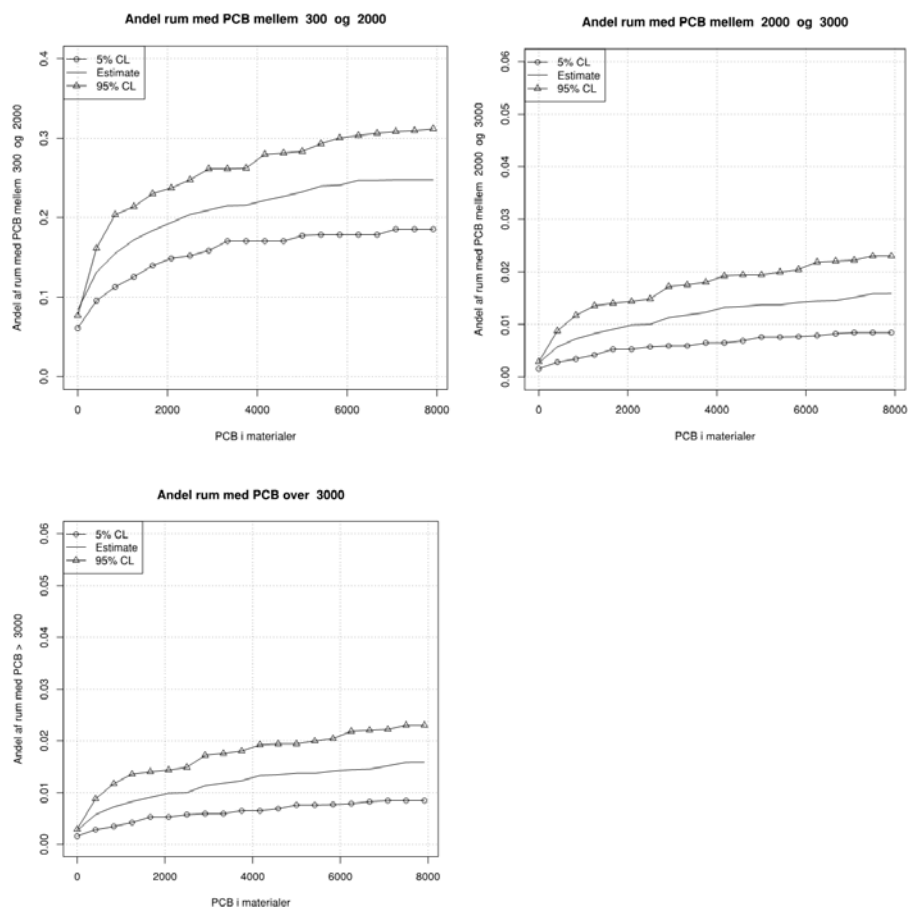 Andel rum med PCB mellem 300 og 2000
5% CL
Estimate
95% CL
Andel af rum med PCB mellem 300 og 2000
0.0 0.1 0.2 0.3 0.4
0 2000 4000 6000 8000
PCB i materialer
Andel rum med PCB mellem 2000 og 3000
5% CL
Estimate
95% CL
Andel af rum med PCB mellem 2000 og 3000
0.00 0.01 0.02 0.03 0.04 0.05 0.06
0 2000 4000 6000 8000
PCB i materialer
Andel rum med PCB over 3000
5% CL
Estimate
95% CL
Andel af rum med PCB > 3000
0.00 0.01 0.02 0.03 0.04 0.05 0.06
0 2000 4000 6000 8000
PCB i materialer